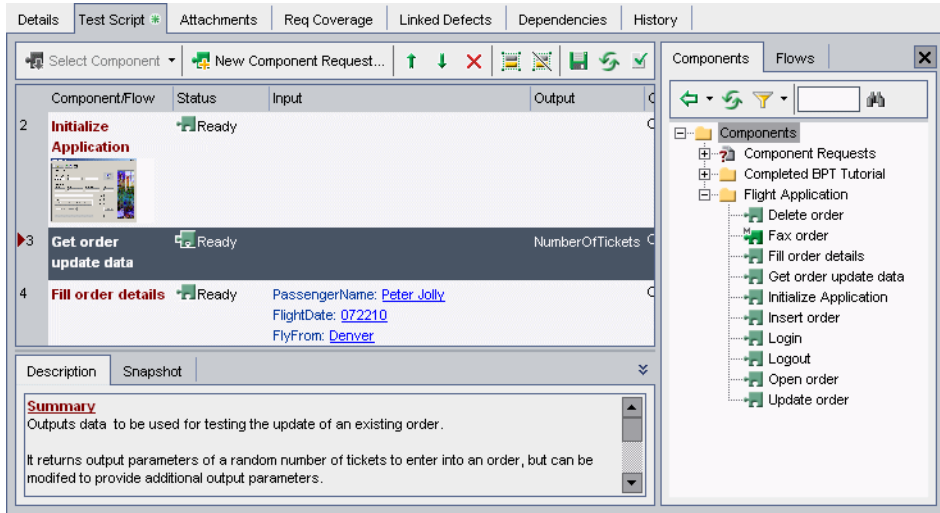 Details Test Script Attachments Req Coverage Linked Defects Dependencies History
Select Component New Component Request...
Component/Flow Status Input Output
2 Initialize Application Ready
3 Get order update data Ready NumberOfTickets
4 Fill order details Ready PassengerName: Peter Jolly
FlightDate: 072210
FlyFrom: Denver
Description Snapshot
Summary
Outputs data to be used for testing the update of an existing order.
It returns output parameters of a random number of tickets to enter into an order, but can be
modifed to provide additional output parameters.
Components Flows
Components
Component Requests
Completed BPT Tutorial
Flight Application
Delete order
Fax order
Fill order details
Get order update data
Initialize Application
Insert order
Login
Logout
Open order
Update order